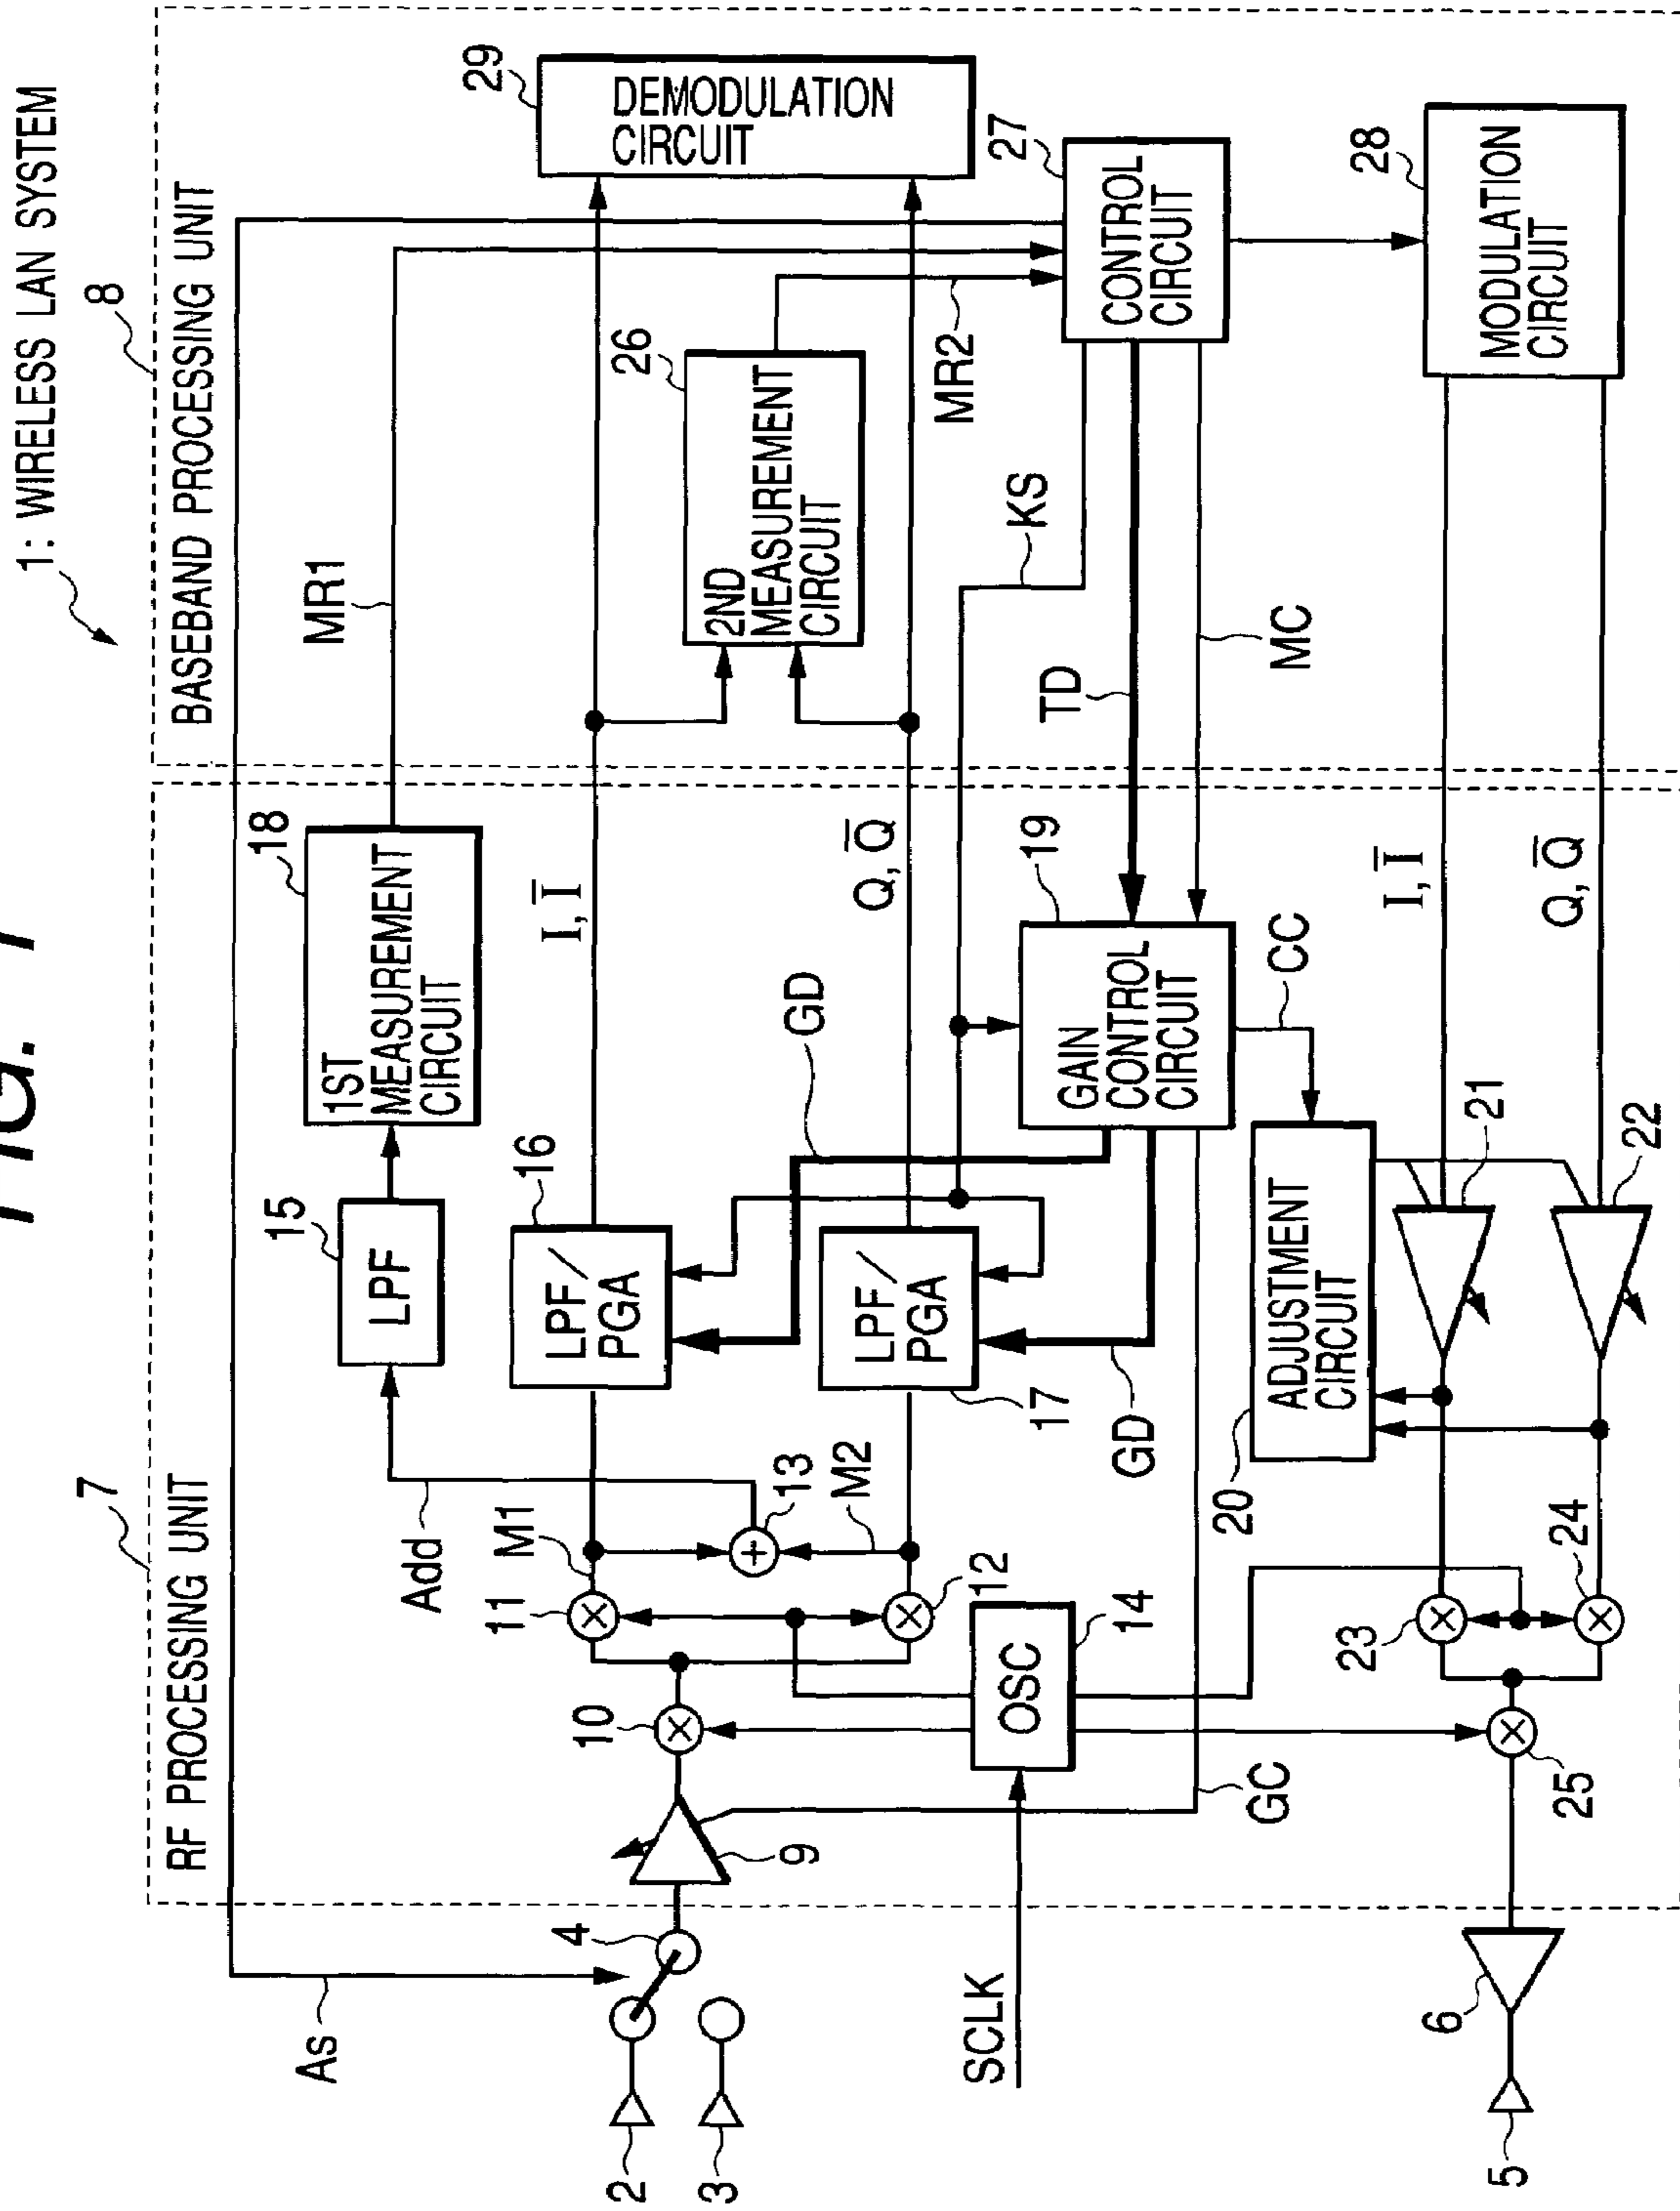 FIG. 1
1: WIRELESS LAN SYSTEM
7
8
RF PROCESSING UNIT
BASEBAND PROCESSING UNIT
As
Add
15
LPF
18
1ST
MEASUREMENT
CIRCUIT
MR1
2
3
4
9
10
11
M1
12
13
M2
16
LPF/
PGA
17
LPF/
PGA
GD
GD
I, I̅
Q, Q̅
26
2ND
MEASUREMENT
CIRCUIT
MR2
29
DEMODULATION
CIRCUIT
SCLK
OSC
14
GC
19
GAIN
CONTROL
CIRCUIT
CC
KS
TD
MC
27
CONTROL
CIRCUIT
20
ADJUSTMENT
CIRCUIT
21
22
I, I̅
Q, Q̅
28
MODULATION
CIRCUIT
23
24
25
6
5